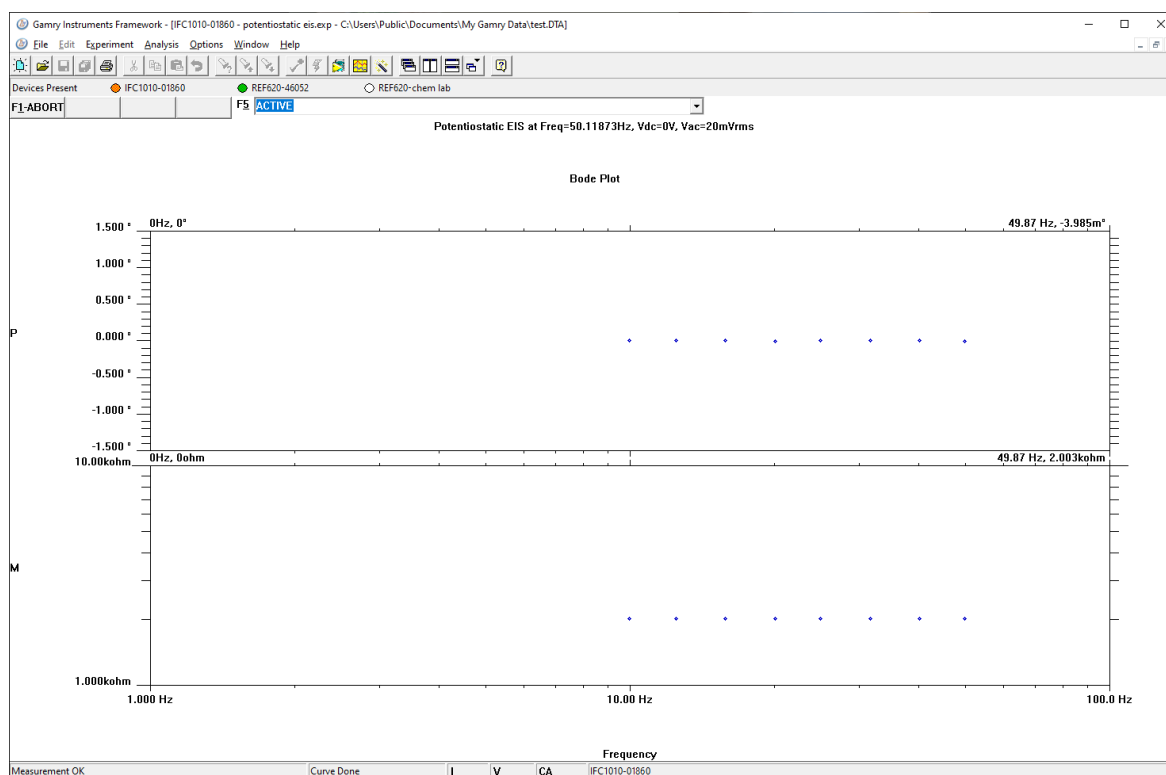 Gamry Instruments Framework - [IFC1010-01860 - potentiostatic eis.exp - C:\Users\Public\Documents\My Gamry Data\test.DTA]
File Edit Experiment Analysis Options Window Help
Devices Present IFC1010-01860 REF620-46052 REF620-chem lab
F1-ABORT F5 ACTIVE
Potentiostatic EIS at Freq=50.11873Hz, Vdc=0V, Vac=20mVrms
Bode Plot
0Hz, 0° 49.87 Hz, -3.985m°
1.500 °
1.000 °
0.500 °
P
0.000 °
-0.500 °
-1.000 °
-1.500 °
10.00kohm 0Hz, 0ohm 49.87 Hz, 2.003kohm
M
1.000kohm
1.000 Hz 10.00 Hz 100.0 Hz
Frequency
Measurement OK Curve Done I V CA IFC1010-01860